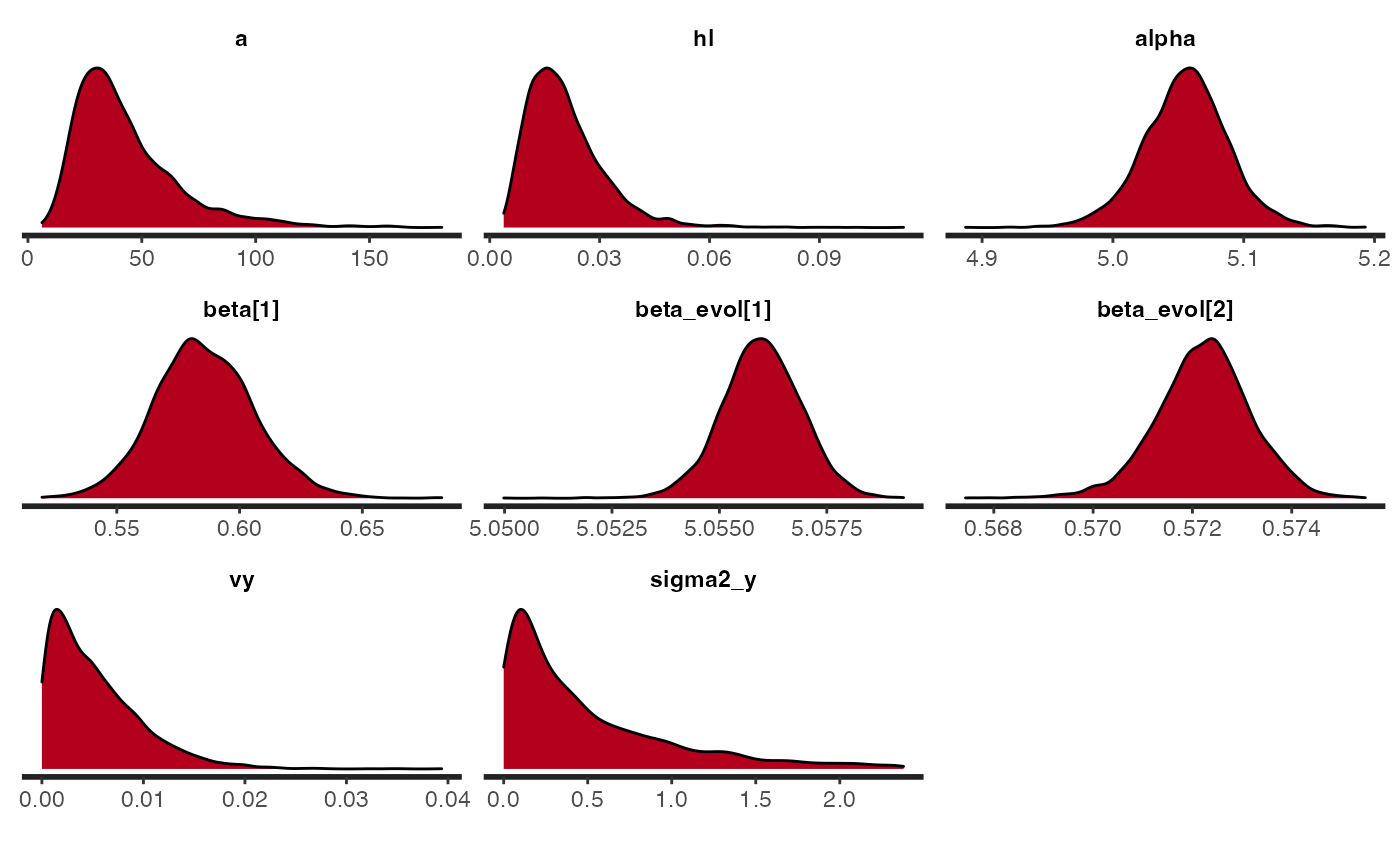 a hl alpha
0 50 100 150 0.00 0.03 0.06 0.09 4.9 5.0 5.1 5.2
beta[1] beta_evol[1] beta_evol[2]
0.55 0.60 0.65 5.0500 5.0525 5.0550 5.0575 0.568 0.570 0.572 0.574
vy sigma2_y
0.00 0.01 0.02 0.03 0.04 0.0 0.5 1.0 1.5 2.0